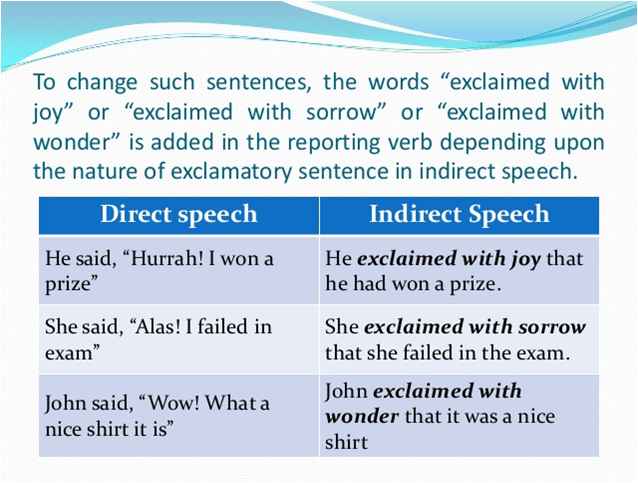 To change such sentences, the words “exclaimed with
joy” or “exclaimed with sorrow” or “exclaimed with
wonder” is added in the reporting verb depending upon
the nature of exclamatory sentence in indirect speech.
Direct speech
Indirect Speech
He said, “Hurrah! I won a
prize”
He exclaimed with joy that
he had won a prize.
She said, “Alas! I failed in
exam”
She exclaimed with sorrow
that she failed in the exam.
John said, “Wow! What a
nice shirt it is”
John exclaimed with
wonder that it was a nice
shirt